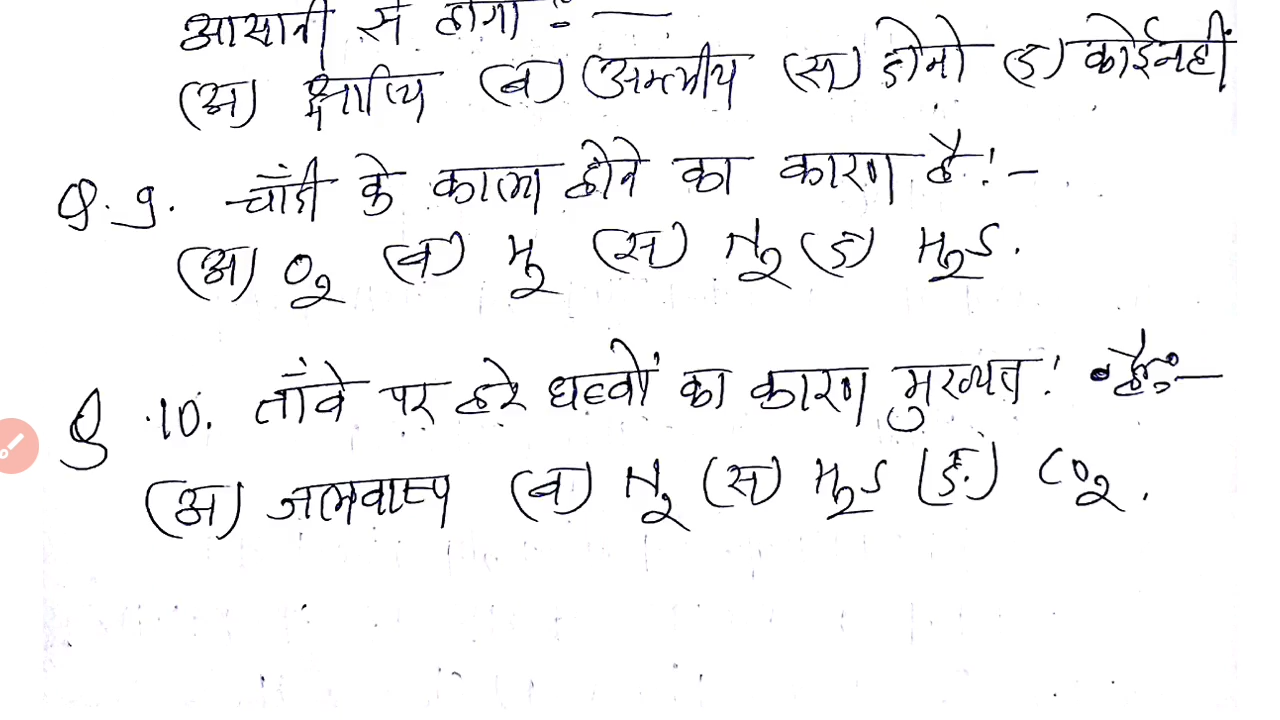 आसानी से होगा :—
(अ) क्षारीय (ब) अम्लीय (स) दोनो (द) कोई नहीं
Q.9. चाँदी के काला होने का कारण है:-
(अ) O2 (ब) H2 (स) N2 (द) H2S.
Q.10. ताँबे पर हरे धब्बों का कारण मुख्यत: है:—
(अ) जलवाष्प (ब) N2 (स) H2S (द) CO2.